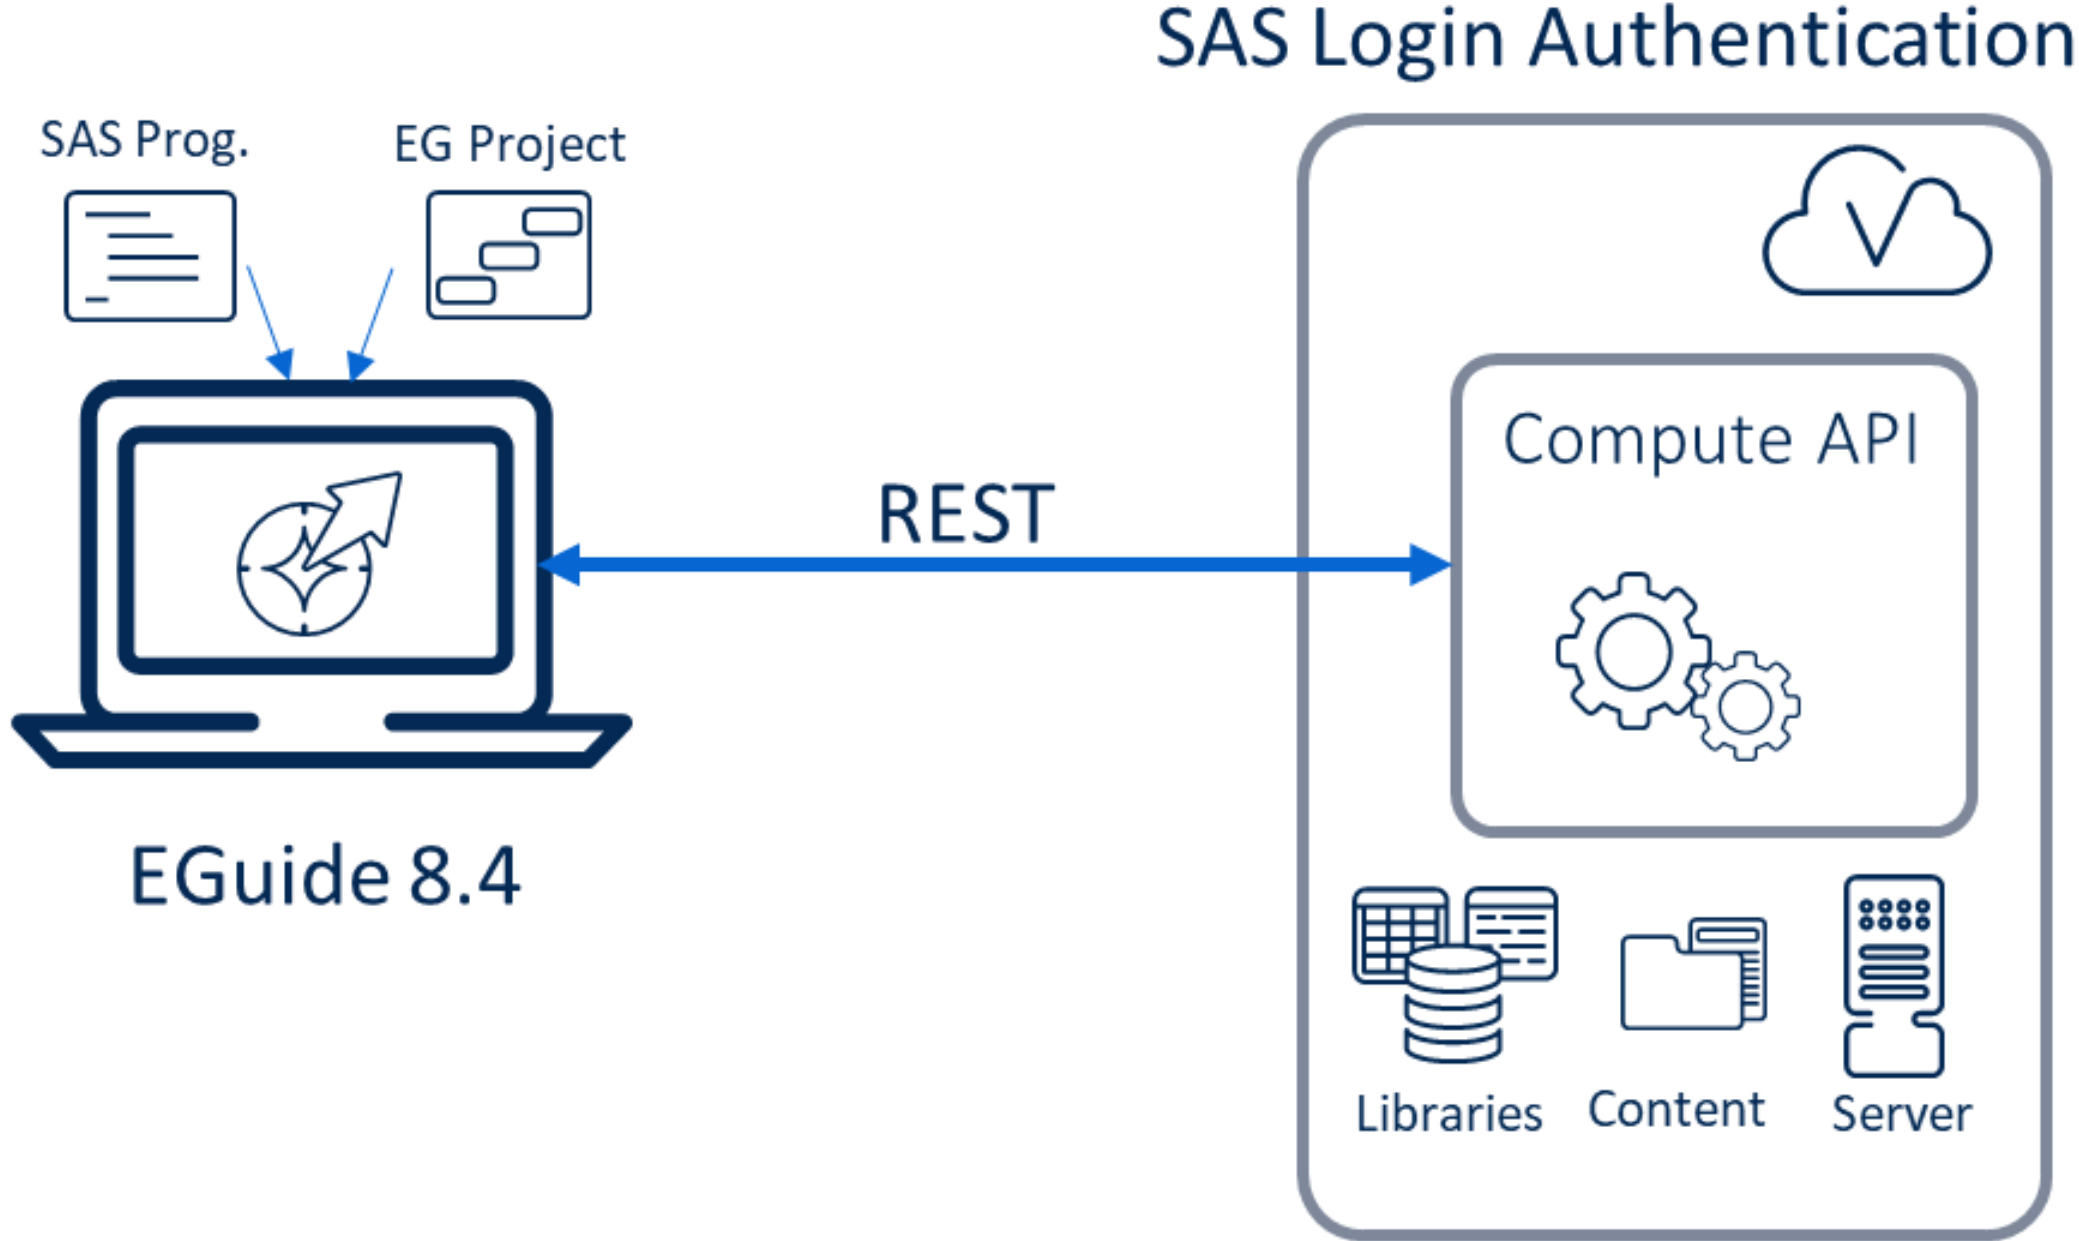 SAS Login Authentication
SAS Prog.
EG Project
Compute API
REST
EGuide 8.4
Libraries
Content
Server